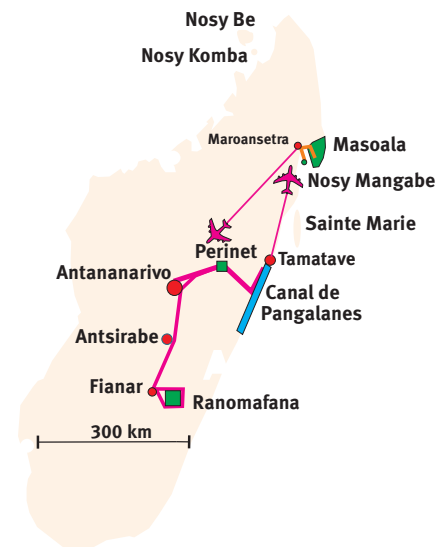 Nosy Be
Nosy Komba
Maroansetra
Masoala
Nosy Mangabe
Sainte Marie
Perinet
Tamatave
Antananarivo
Canal de
Pangalanes
Antsirabe
Fianar
Ranomafana
300 km